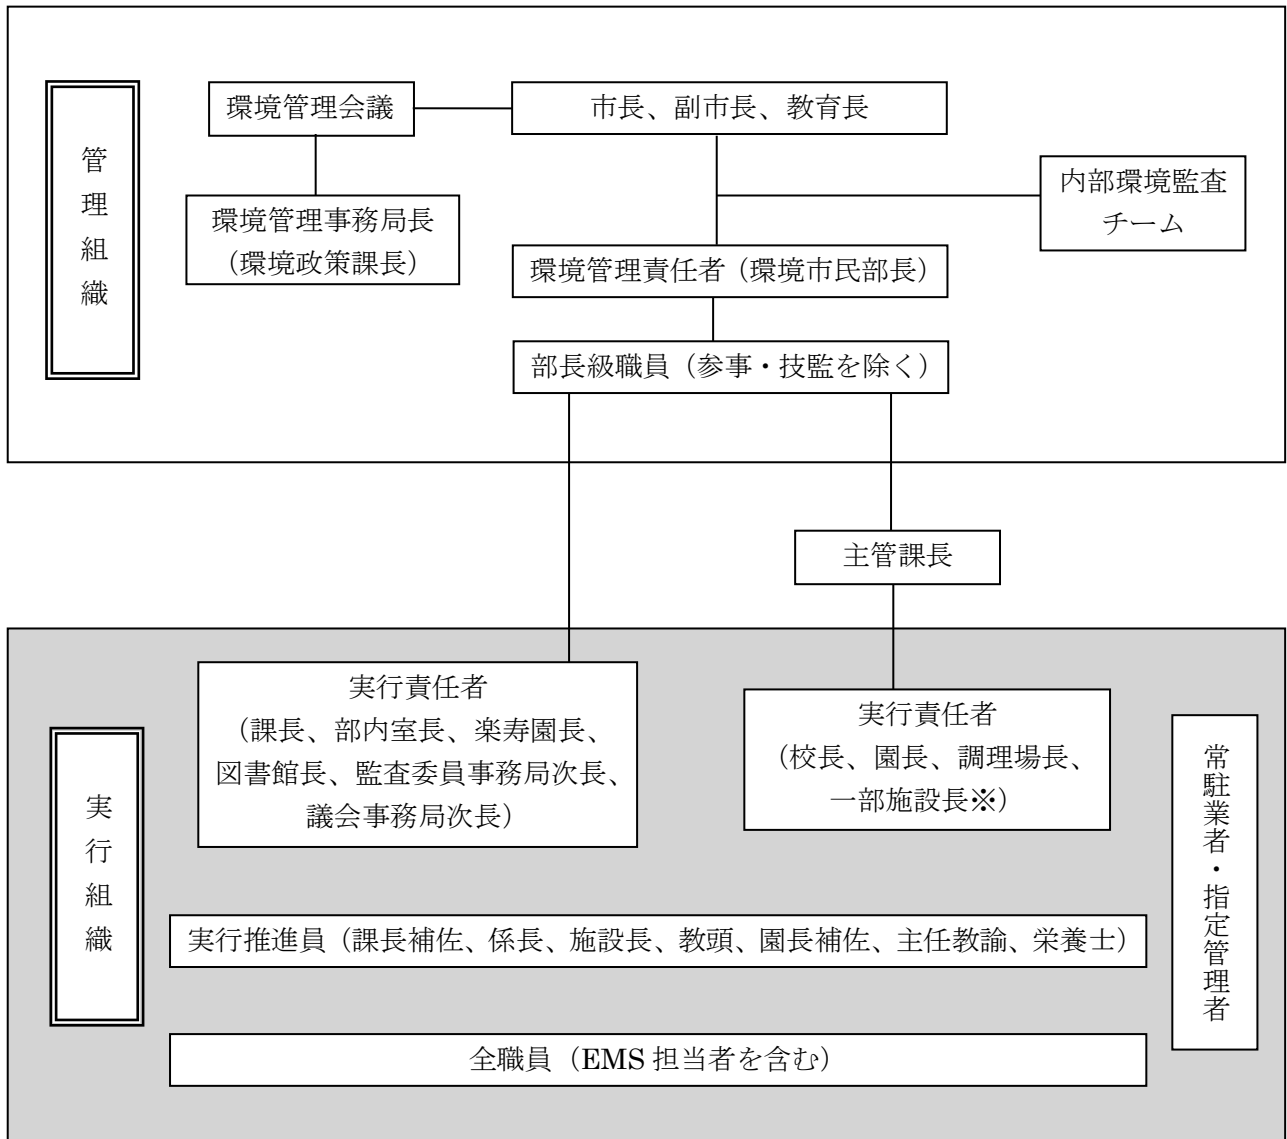 管理組織
環境管理会議
市長、副市長、教育長
環境管理事務局長
（環境政策課長）
内部環境監査
チーム
環境管理責任者（環境市民部長）
部長級職員（参事・技監を除く）
主管課長
実行組織
実行責任者
（課長、部内室長、楽寿園長、
図書館長、監査委員事務局次長、
議会事務局次長）
実行責任者
（校長、園長、調理場長、
一部施設長※）
常駐業者・指定管理者
実行推進員（課長補佐、係長、施設長、教頭、園長補佐、主任教諭、栄養士）
全職員（EMS 担当者を含む）